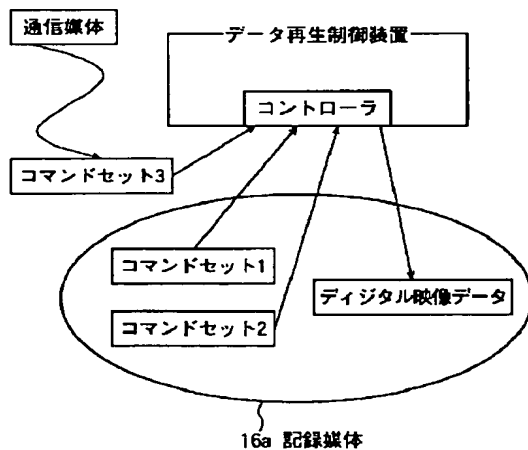 通信媒体
データ再生制御装置
コントローラ
コマンドセット3
コマンドセット1
ディジタル映像データ
コマンドセット2
16a 記録媒体